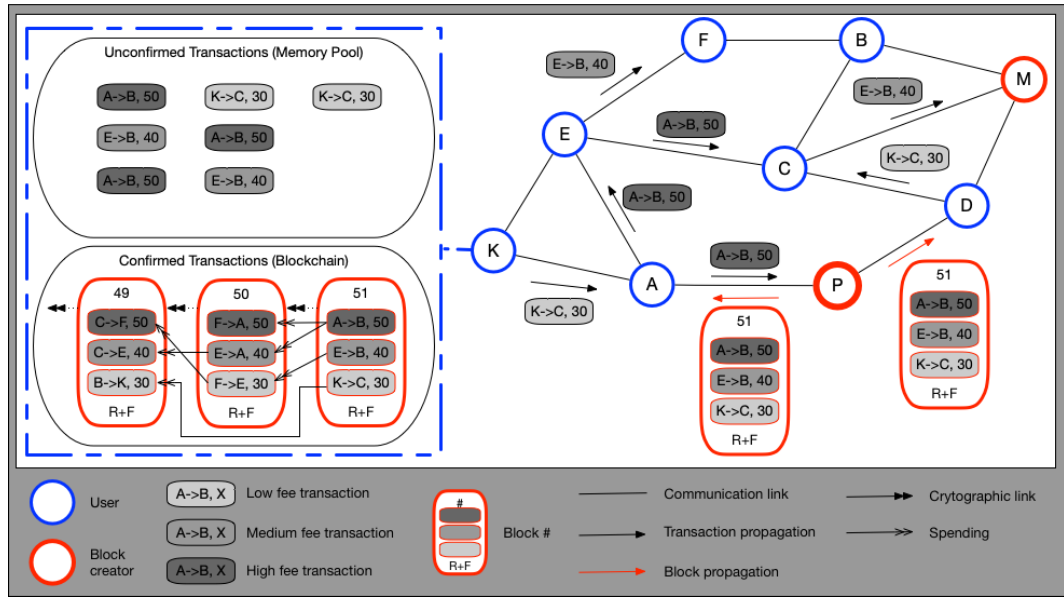 Unconfirmed Transactions (Memory Pool)
A->B, 50
K->C, 30
K->C, 30
E->B, 40
A->B, 50
A->B, 50
E->B, 40
Confirmed Transactions (Blockchain)
49
50
51
C->F, 50
F->A, 50
A->B, 50
C->E, 40
E->A, 40
E->B, 40
B->K, 30
F->E, 30
K->C, 30
R+F
R+F
R+F
F
B
M
E->B, 40
E->B, 40
E
A->B, 50
C
K->C, 30
A->B, 50
D
K
A->B, 50
A
P
K->C, 30
51
A->B, 50
E->B, 40
K->C, 30
R+F
51
A->B, 50
E->B, 40
K->C, 30
R+F
User
Block
creator
A->B, X
Low fee transaction
A->B, X
Medium fee transaction
A->B, X
High fee transaction
#
R+F
Block #
Communication link
Transaction propagation
Block propagation
Crytographic link
Spending